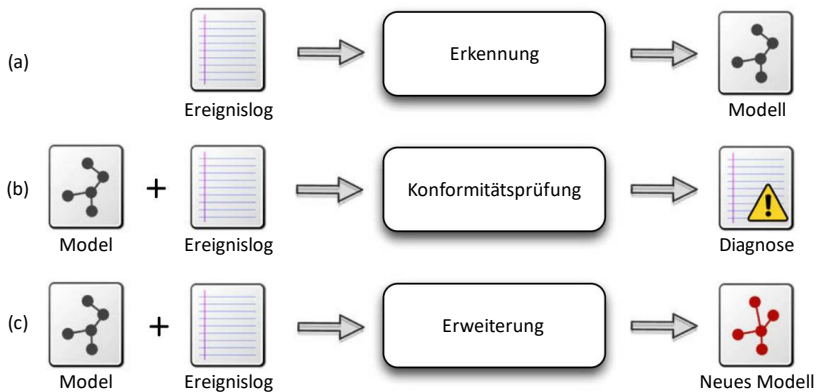 (a)
Erkennung
Ereignislog
Modell
(b)
+
Konformitätsprüfung
Model
Ereignislog
Diagnose
(c)
+
Erweiterung
Model
Ereignislog
Neues Modell